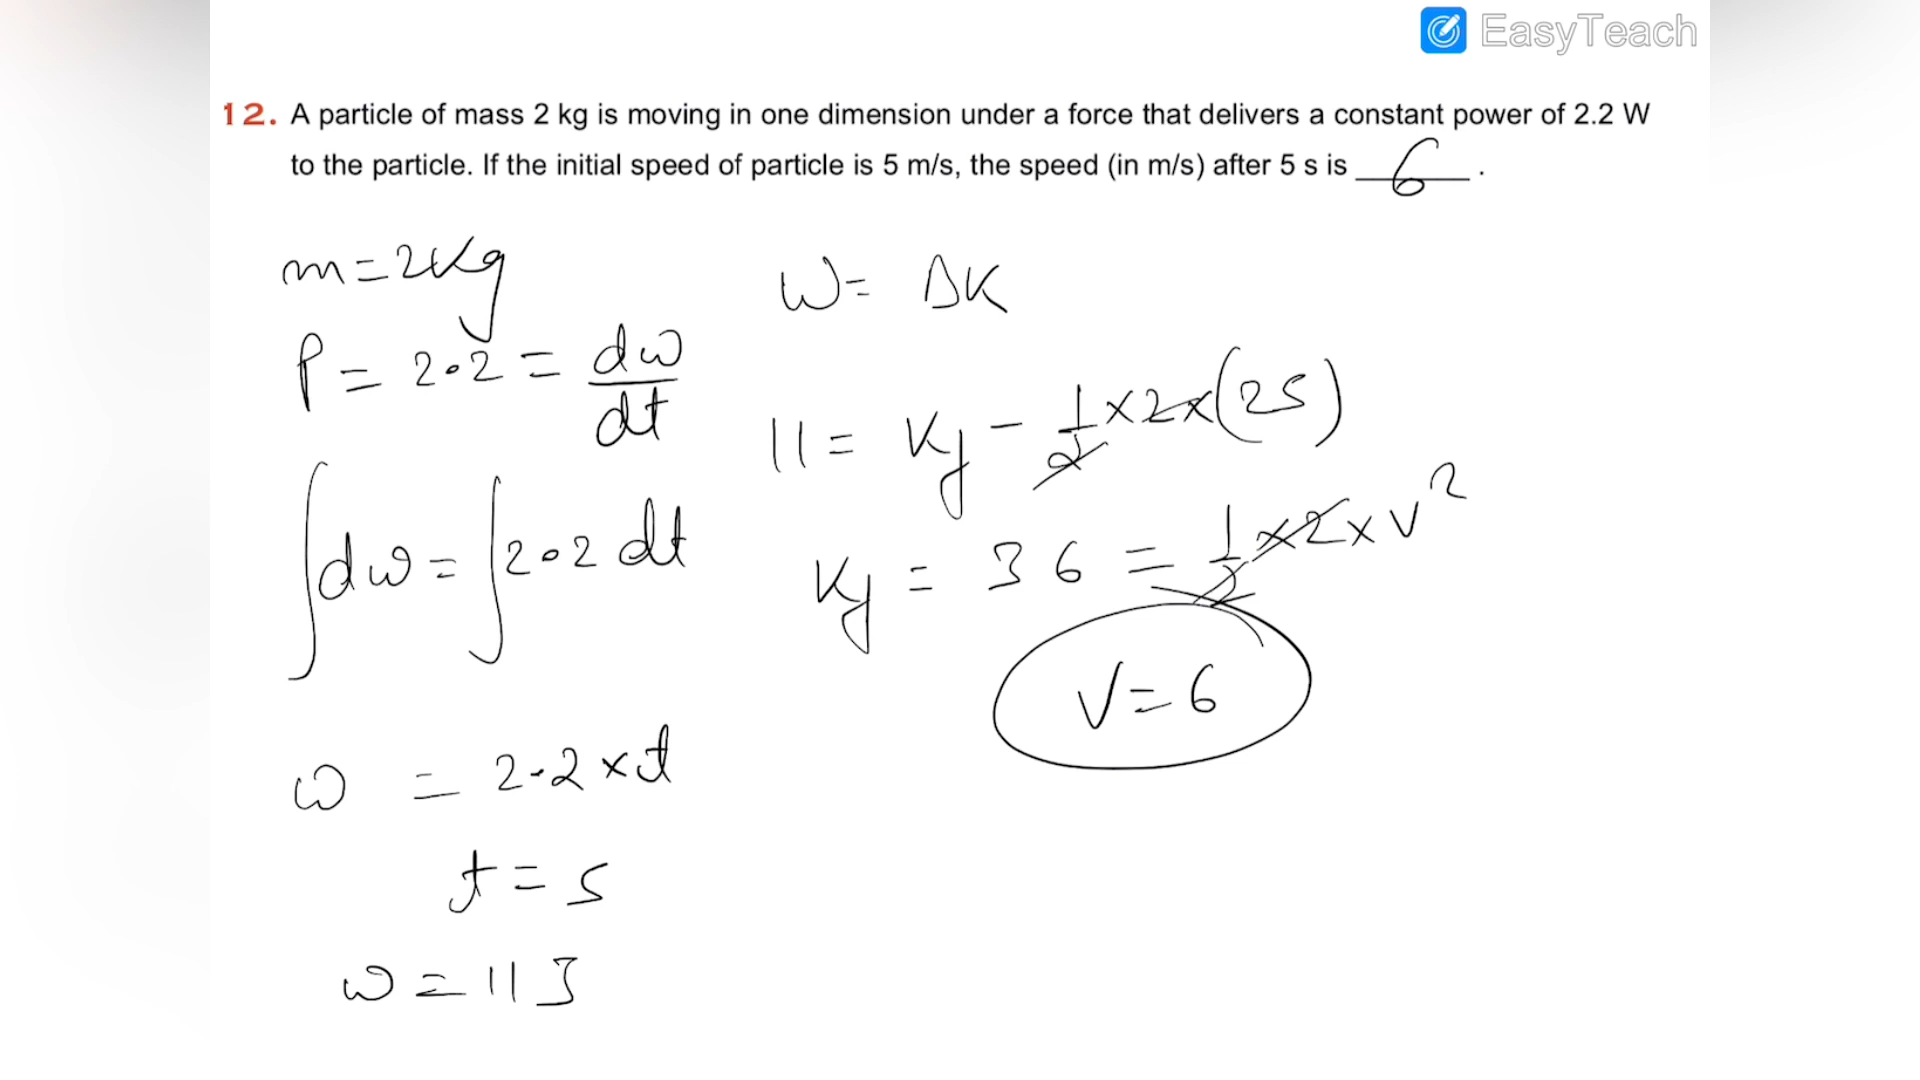 EasyTeach
12. A particle of mass 2 kg is moving in one dimension under a force that delivers a constant power of 2.2 W
to the particle. If the initial speed of particle is 5 m/s, the speed (in m/s) after 5 s is 6 .
m = 2Kg
P = 2.2 = dω/dt
∫dω = ∫2.2 dt
ω = 2.2 × t
t = 5
ω = 11 J
W = ΔK
11 = Kf - 1/2 × 2 × (25)
Kf = 36 = 1/2 × 2 × v²
V = 6